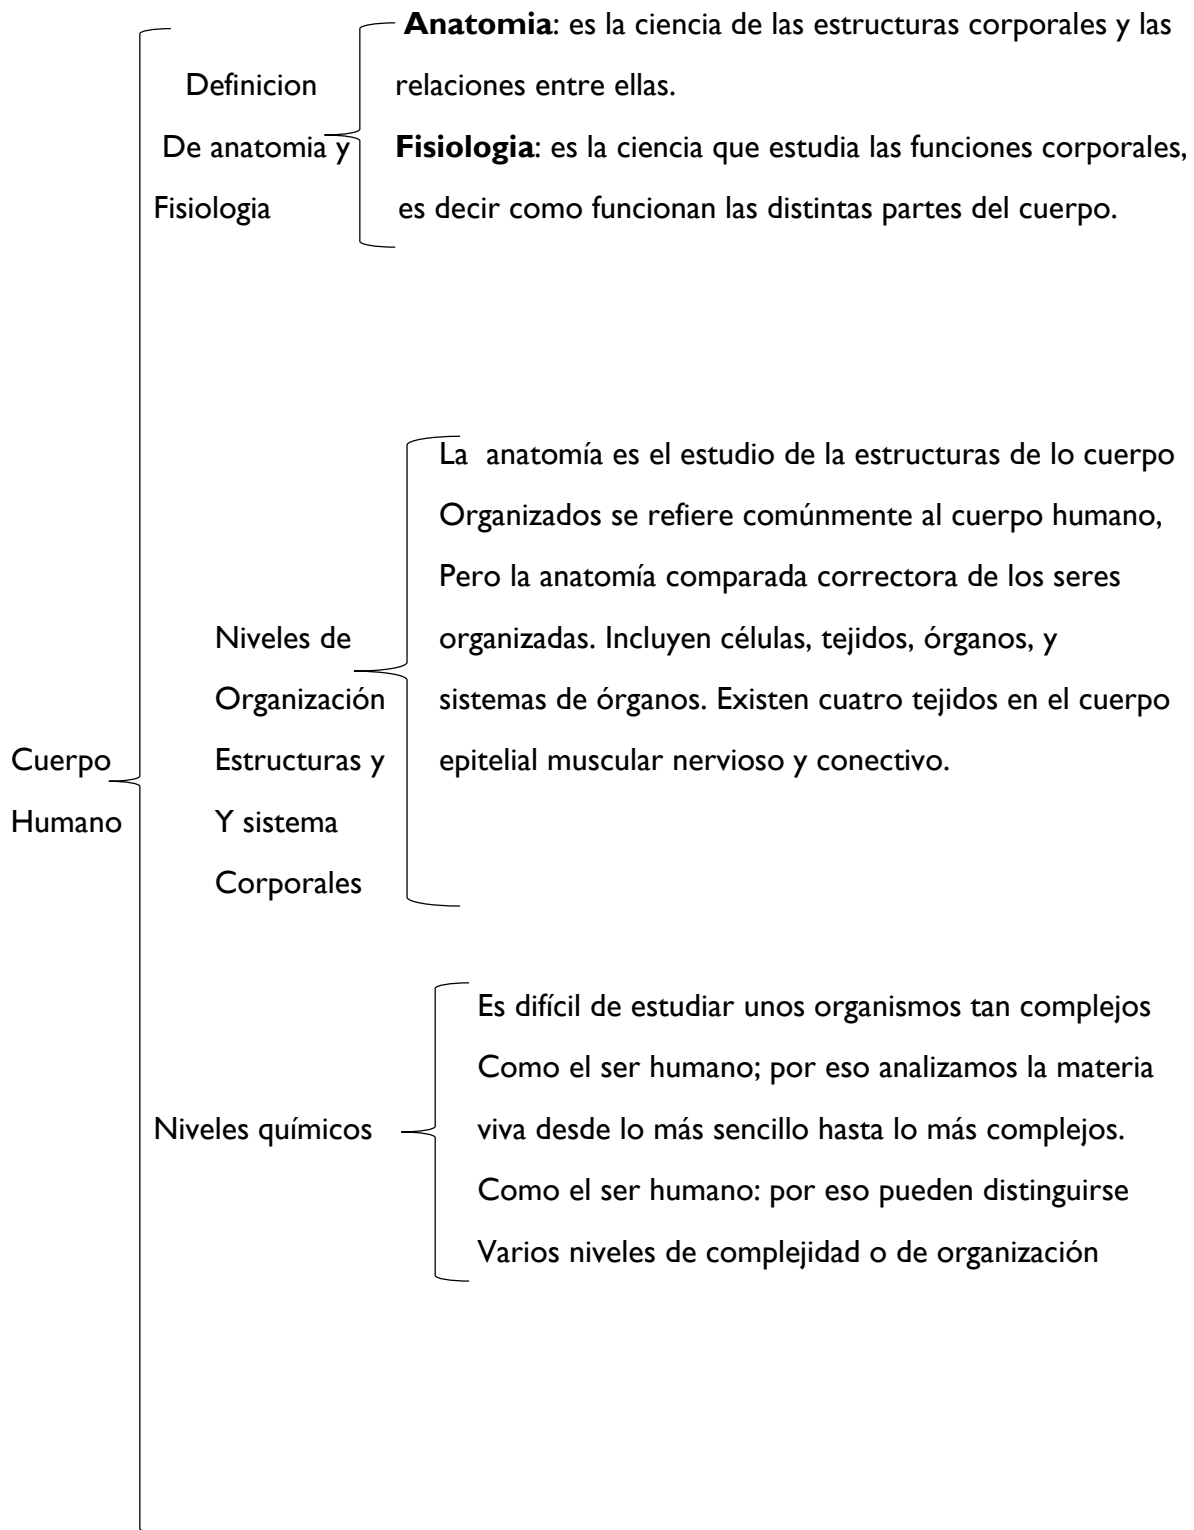 Cuerpo
Humano
Definicion
De anatomia y
Fisiologia
Anatomia: es la ciencia de las estructuras corporales y las
relaciones entre ellas.
Fisiologia: es la ciencia que estudia las funciones corporales,
es decir como funcionan las distintas partes del cuerpo.
Niveles de
Organización
Estructuras y
Y sistema
Corporales
La anatomía es el estudio de la estructuras de lo cuerpo
Organizados se refiere comúnmente al cuerpo humano,
Pero la anatomía comparada correctora de los seres
organizadas. Incluyen células, tejidos, órganos, y
sistemas de órganos. Existen cuatro tejidos en el cuerpo
epitelial muscular nervioso y conectivo.
Niveles químicos
Es difícil de estudiar unos organismos tan complejos
Como el ser humano; por eso analizamos la materia
viva desde lo más sencillo hasta lo más complejos.
Como el ser humano: por eso pueden distinguirse
Varios niveles de complejidad o de organización